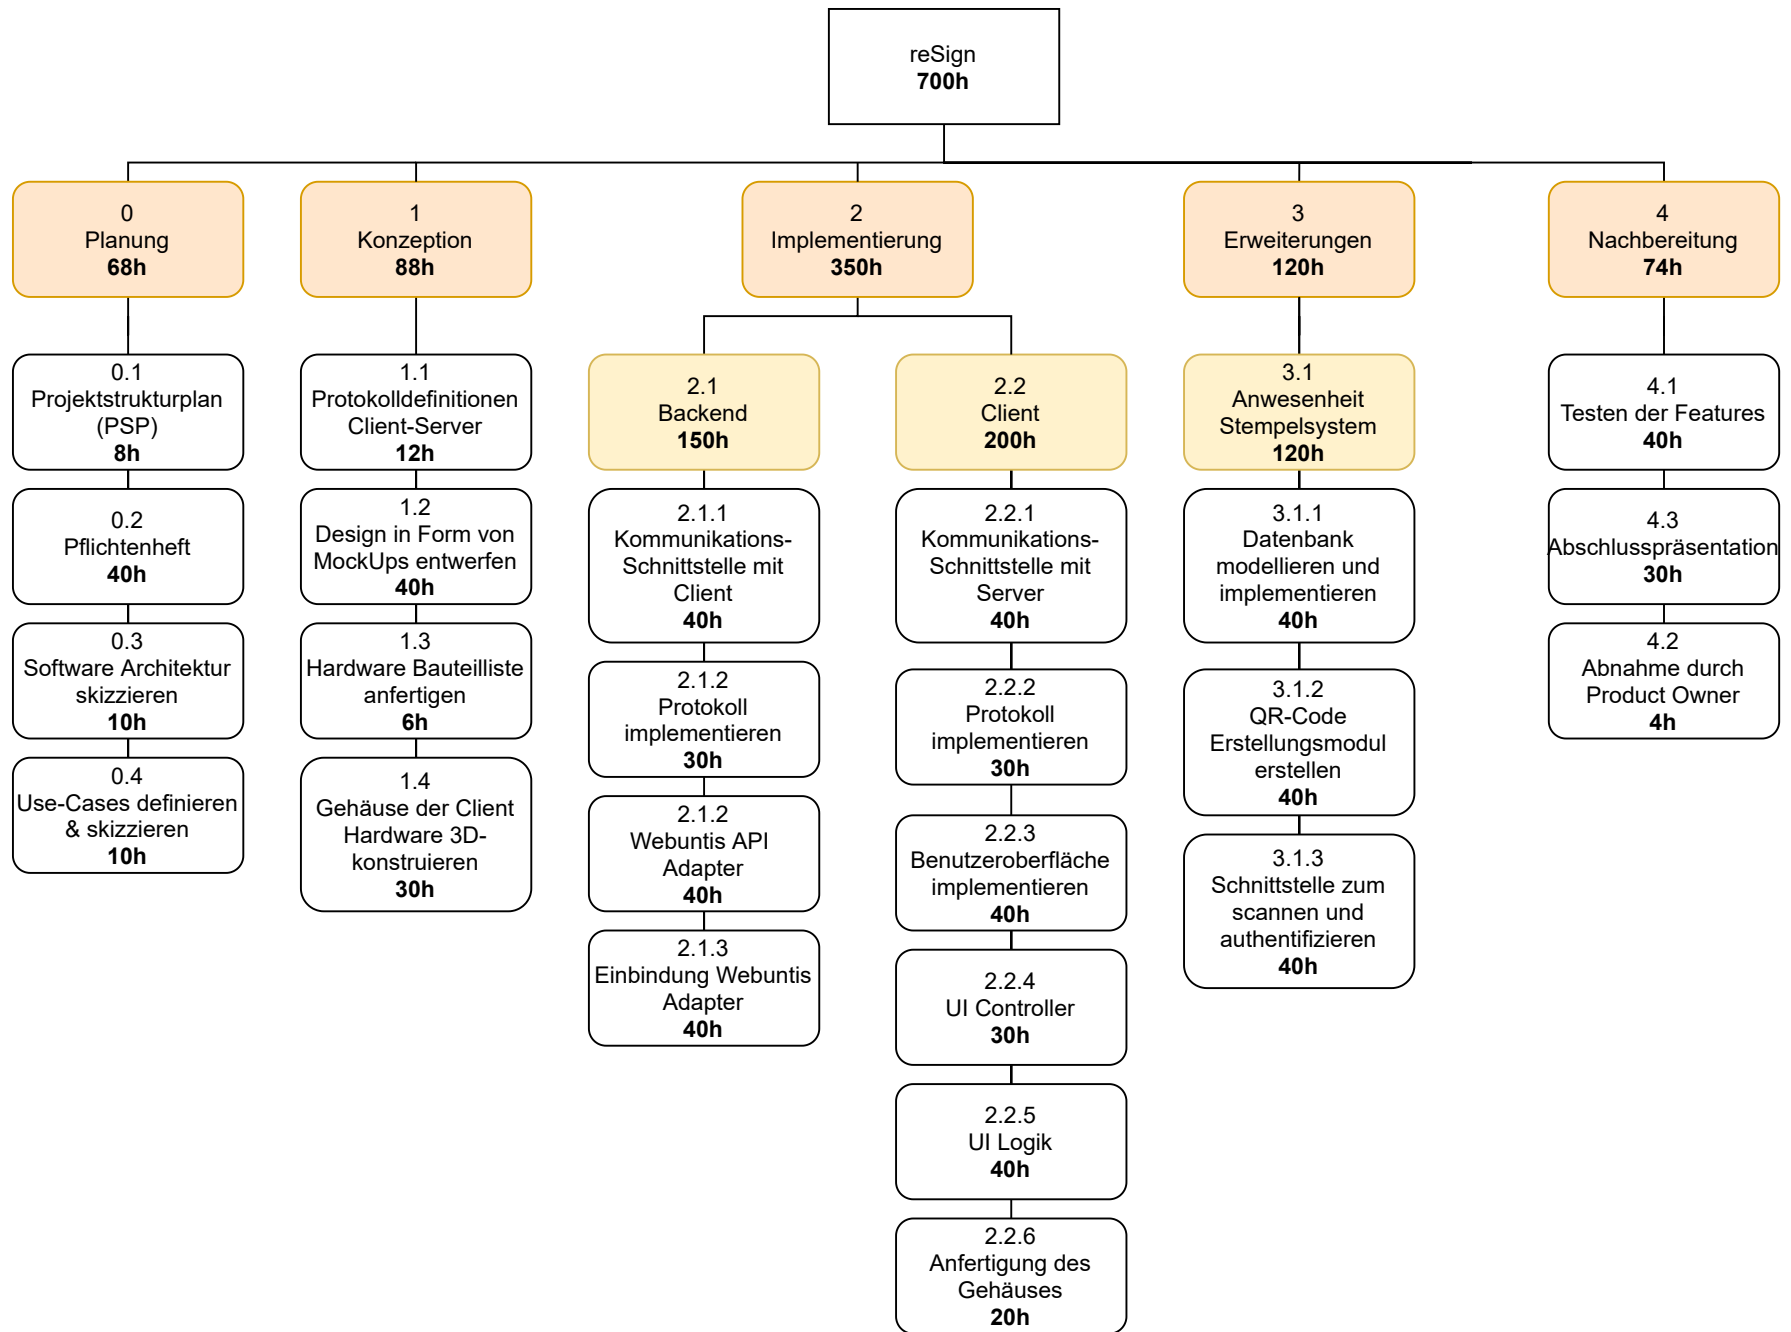 reSign
700h
0
Planung
68h
1
Konzeption
88h
2
Implementierung
350h
3
Erweiterungen
120h
4
Nachbereitung
74h
0.1
Projektstrukturplan
(PSP)
8h
0.2
Pflichtenheft
40h
0.3
Software Architektur
skizzieren
10h
0.4
Use-Cases definieren
& skizzieren
10h
1.1
Protokolldefinitionen
Client-Server
12h
1.2
Design in Form von
MockUps entwerfen
40h
1.3
Hardware Bauteilliste
anfertigen
6h
1.4
Gehäuse der Client
Hardware 3D-
konstruieren
30h
2.1
Backend
150h
2.1.1
Kommunikations-
Schnittstelle mit
Client
40h
2.1.2
Protokoll
implementieren
30h
2.1.2
Webuntis API
Adapter
40h
2.1.3
Einbindung Webuntis
Adapter
40h
2.2
Client
200h
2.2.1
Kommunikations-
Schnittstelle mit
Server
40h
2.2.2
Protokoll
implementieren
30h
2.2.3
Benutzeroberfläche
implementieren
40h
2.2.4
UI Controller
30h
2.2.5
UI Logik
40h
2.2.6
Anfertigung des
Gehäuses
20h
3.1
Anwesenheit
Stempelsystem
120h
3.1.1
Datenbank
modellieren und
implementieren
40h
3.1.2
QR-Code
Erstellungsmodul
erstellen
40h
3.1.3
Schnittstelle zum
scannen und
authentifizieren
40h
4.1
Testen der Features
40h
4.3
Abschlusspräsentation
30h
4.2
Abnahme durch
Product Owner
4h